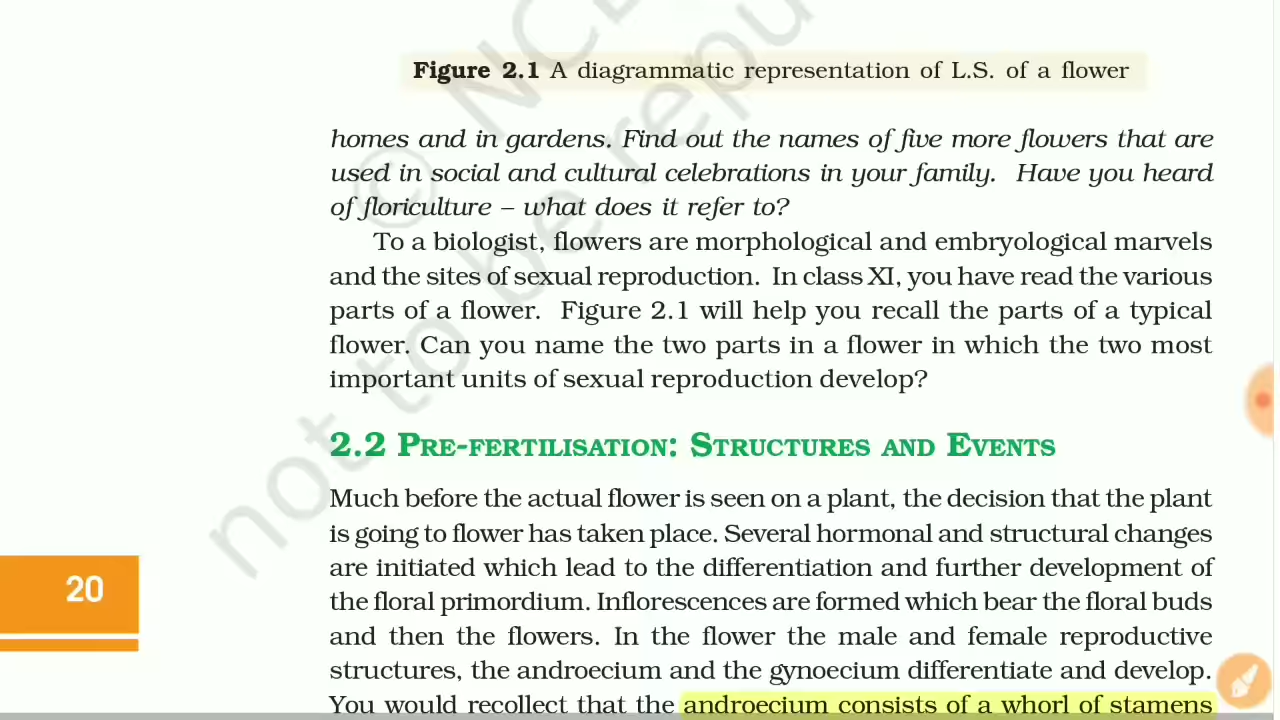 Figure 2.1 A diagrammatic representation of L.S. of a flower
homes and in gardens. Find out the names of five more flowers that are
used in social and cultural celebrations in your family. Have you heard
of floriculture – what does it refer to?
To a biologist, flowers are morphological and embryological marvels
and the sites of sexual reproduction. In class XI, you have read the various
parts of a flower. Figure 2.1 will help you recall the parts of a typical
flower. Can you name the two parts in a flower in which the two most
important units of sexual reproduction develop?
2.2 PRE-FERTILISATION: STRUCTURES AND EVENTS
Much before the actual flower is seen on a plant, the decision that the plant
is going to flower has taken place. Several hormonal and structural changes
are initiated which lead to the differentiation and further development of
the floral primordium. Inflorescences are formed which bear the floral buds
and then the flowers. In the flower the male and female reproductive
structures, the androecium and the gynoecium differentiate and develop.
You would recollect that the androecium consists of a whorl of stamens
20
not to be repu